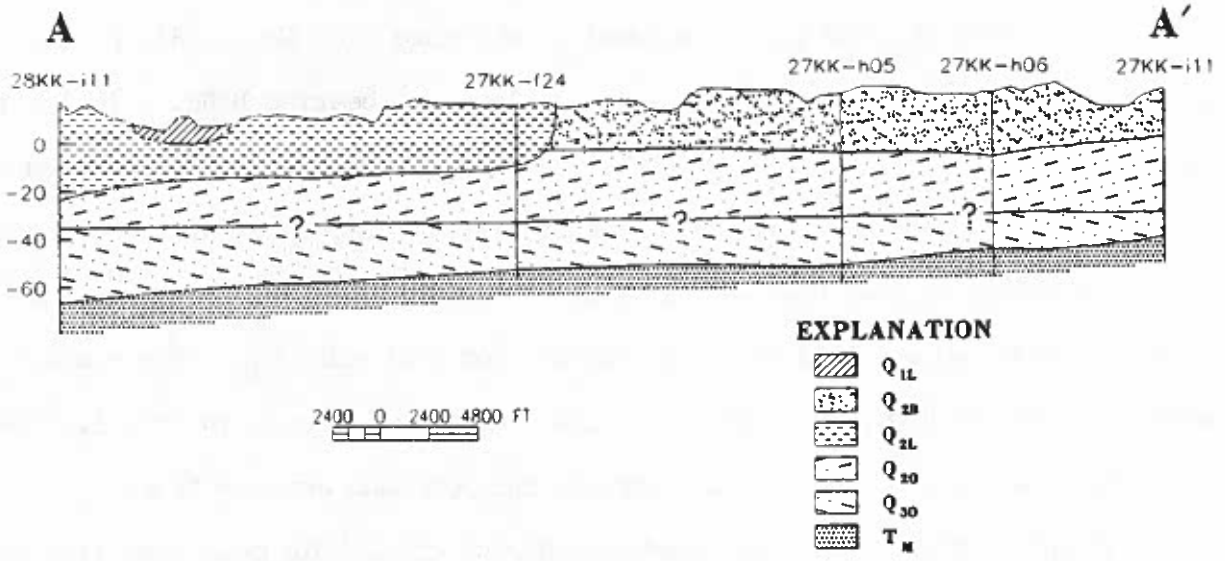 A A′
28KK-i11 27KK-f24 27KK-h05 27KK-h06 27KK-i11
0
-20
-40
-60
? ? ?
EXPLANATION
Q1L
Q2B
Q2L
Q2O
Q3O
TM
2400 0 2400 4800 ft